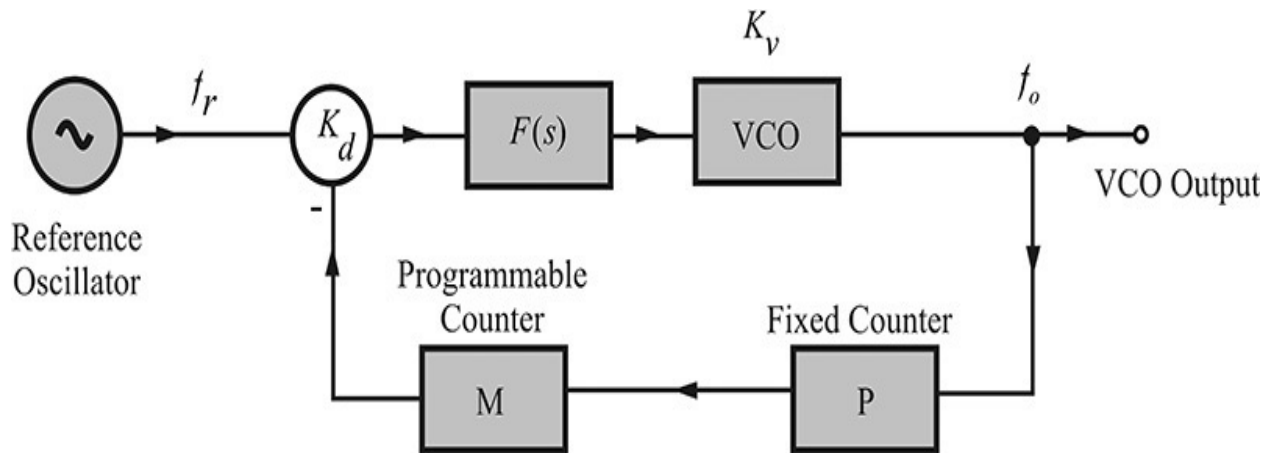 K_v
f_r
f_o
K_d
F(s)
VCO
VCO Output
-
Reference
Oscillator
Programmable
Counter
Fixed Counter
M
P